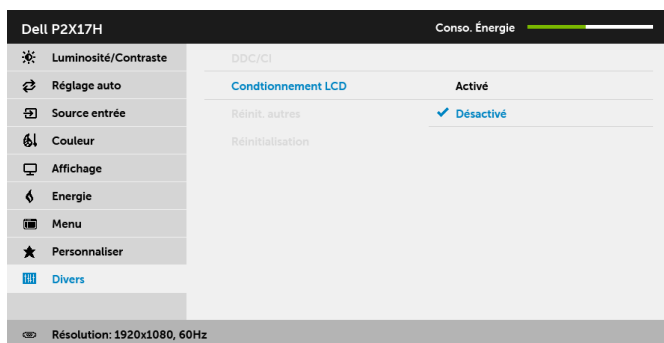 Dell P2X17H Conso. Énergie
Luminosité/Contraste DDC/CI
Réglage auto Condtionnement LCD Activé
Source entrée Réinit. autres Désactivé
Couleur Réinitialisation
Affichage
Energie
Menu
Personnaliser
Divers
Résolution: 1920x1080, 60Hz